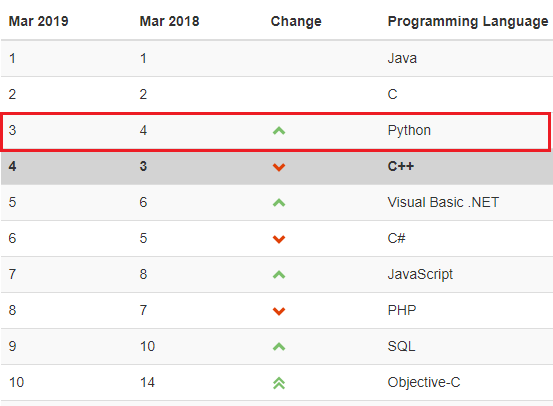 Mar 2019 Mar 2018 Change Programming Language
1 1 Java
2 2 C
3 4 Python
4 3 C++
5 6 Visual Basic .NET
6 5 C#
7 8 JavaScript
8 7 PHP
9 10 SQL
10 14 Objective-C